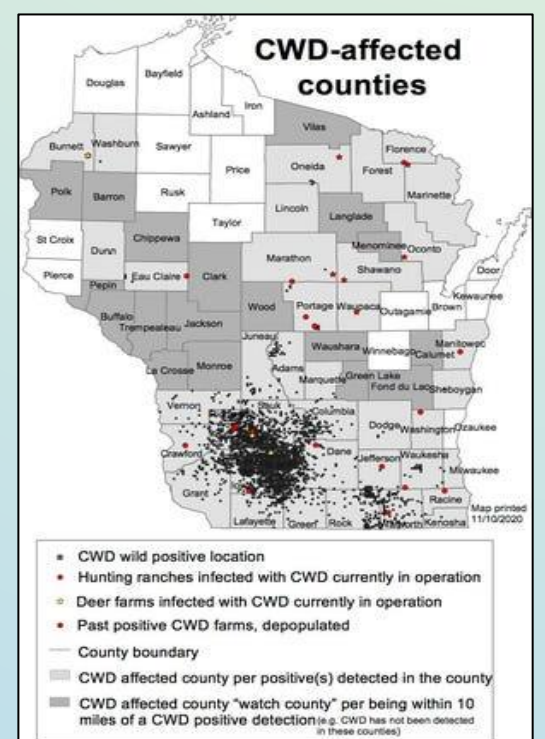 CWD-affected
counties
Douglas
Bayfield
Ashland
Iron
Vilas
Burnett
Washburn
Sawyer
Price
Oneida
Forest
Florence
Marinette
Polk
Barron
Rusk
Lincoln
Langlade
Taylor
St Croix
Dunn
Chippewa
Marathon
Menominee
Oconto
Shawano
Door
Pierce
Pepin
Eau Claire
Clark
Kewaunee
Buffalo
Trempealeau
Jackson
Wood
Portage
Waupaca
Outagamie
Brown
Juneau
Adams
Waushara
Winnebago
Calumet
Manitowoc
La Crosse
Monroe
Marquette
Green Lake
Fond du Lac
Sheboygan
Vernon
Sauk
Columbia
Dodge
Washington
Ozaukee
Crawford
Dane
Jefferson
Waukesha
Milwaukee
Grant
Lafayette
Green
Rock
Racine
Kenosha
Map printed
11/10/2020
CWD wild positive location
Hunting ranches infected with CWD currently in operation
Deer farms infected with CWD currently in operation
Past positive CWD farms, depopulated
County boundary
CWD affected county per positive(s) detected in the county
CWD affected county "watch county" per being within 10
miles of a CWD positive detection (e.g. CWD has not been detected
in these counties)